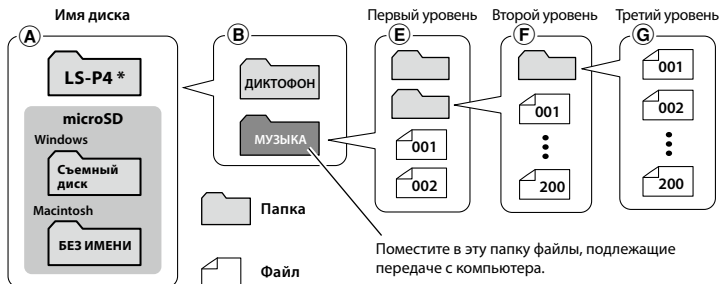 Имя диска
Первый уровень
Второй уровень
Третий уровень
A
B
E
F
G
LS-P4 *
microSD
Windows
Съемный
диск
Macintosh
БЕЗ ИМЕНИ
ДИКТОФОН
МУЗЫКА
Папка
Файл
001
002
001
200
001
002
200
Поместите в эту папку файлы, подлежащие
передаче с компьютера.